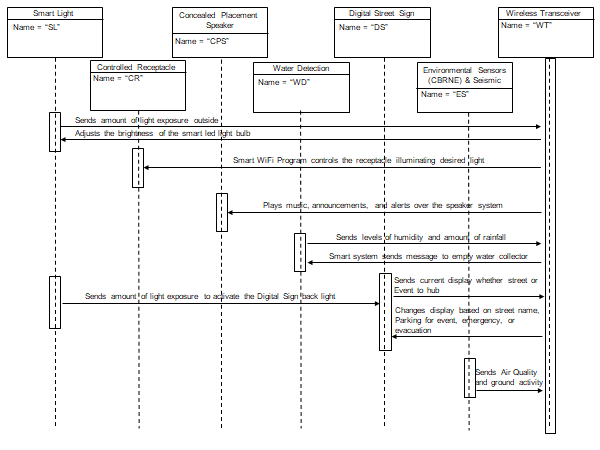 Smart Light
Name = "SL"
Concealed Placement
Speaker
Name = "CPS"
Digital Street Sign
Name = "DS"
Wireless Transceiver
Name = "WT"
Controlled Receptacle
Name = "CR"
Water Detection
Name = "WD"
Environmental Sensors
(CBRNE) & Seismic
Name = "ES"
Sends amount of light exposure outside
Adjusts the brightness of the smart led light bulb
Smart WiFi Program controls the receptacle illuminating desired light
Plays music, announcements, and alerts over the speaker system
Sends levels of humidity and amount of rainfall
Smart system sends message to empty water collector
Sends current display whether street or
Event to hub
Sends amount of light exposure to activate the Digital Sign back light
Changes display based on street name,
Parking for event, emergency, or
evacuation
Sends Air Quality
and ground activity